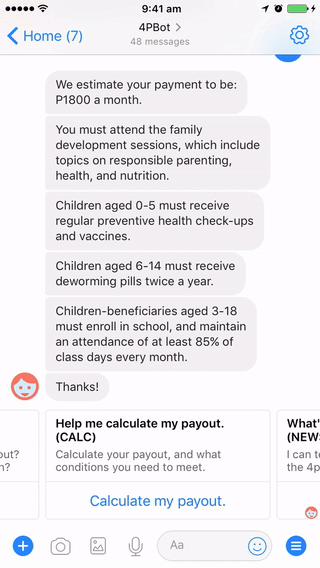 9:41 am
Home (7)
4PBot
48 messages
We estimate your payment to be:
P1800 a month.
You must attend the family
development sessions, which include
topics on responsible parenting,
health, and nutrition.
Children aged 0-5 must receive
regular preventive health check-ups
and vaccines.
Children aged 6-14 must receive
deworming pills twice a year.
Children-beneficiaries aged 3-18
must enroll in school, and maintain
an attendance of at least 85% of
class days every month.
Thanks!
out?
n?
Help me calculate my payout.
(CALC)
Calculate your payout, and what
conditions you need to meet.
Calculate my payout.
What'
(NEW
I can t
the 4p
Aa